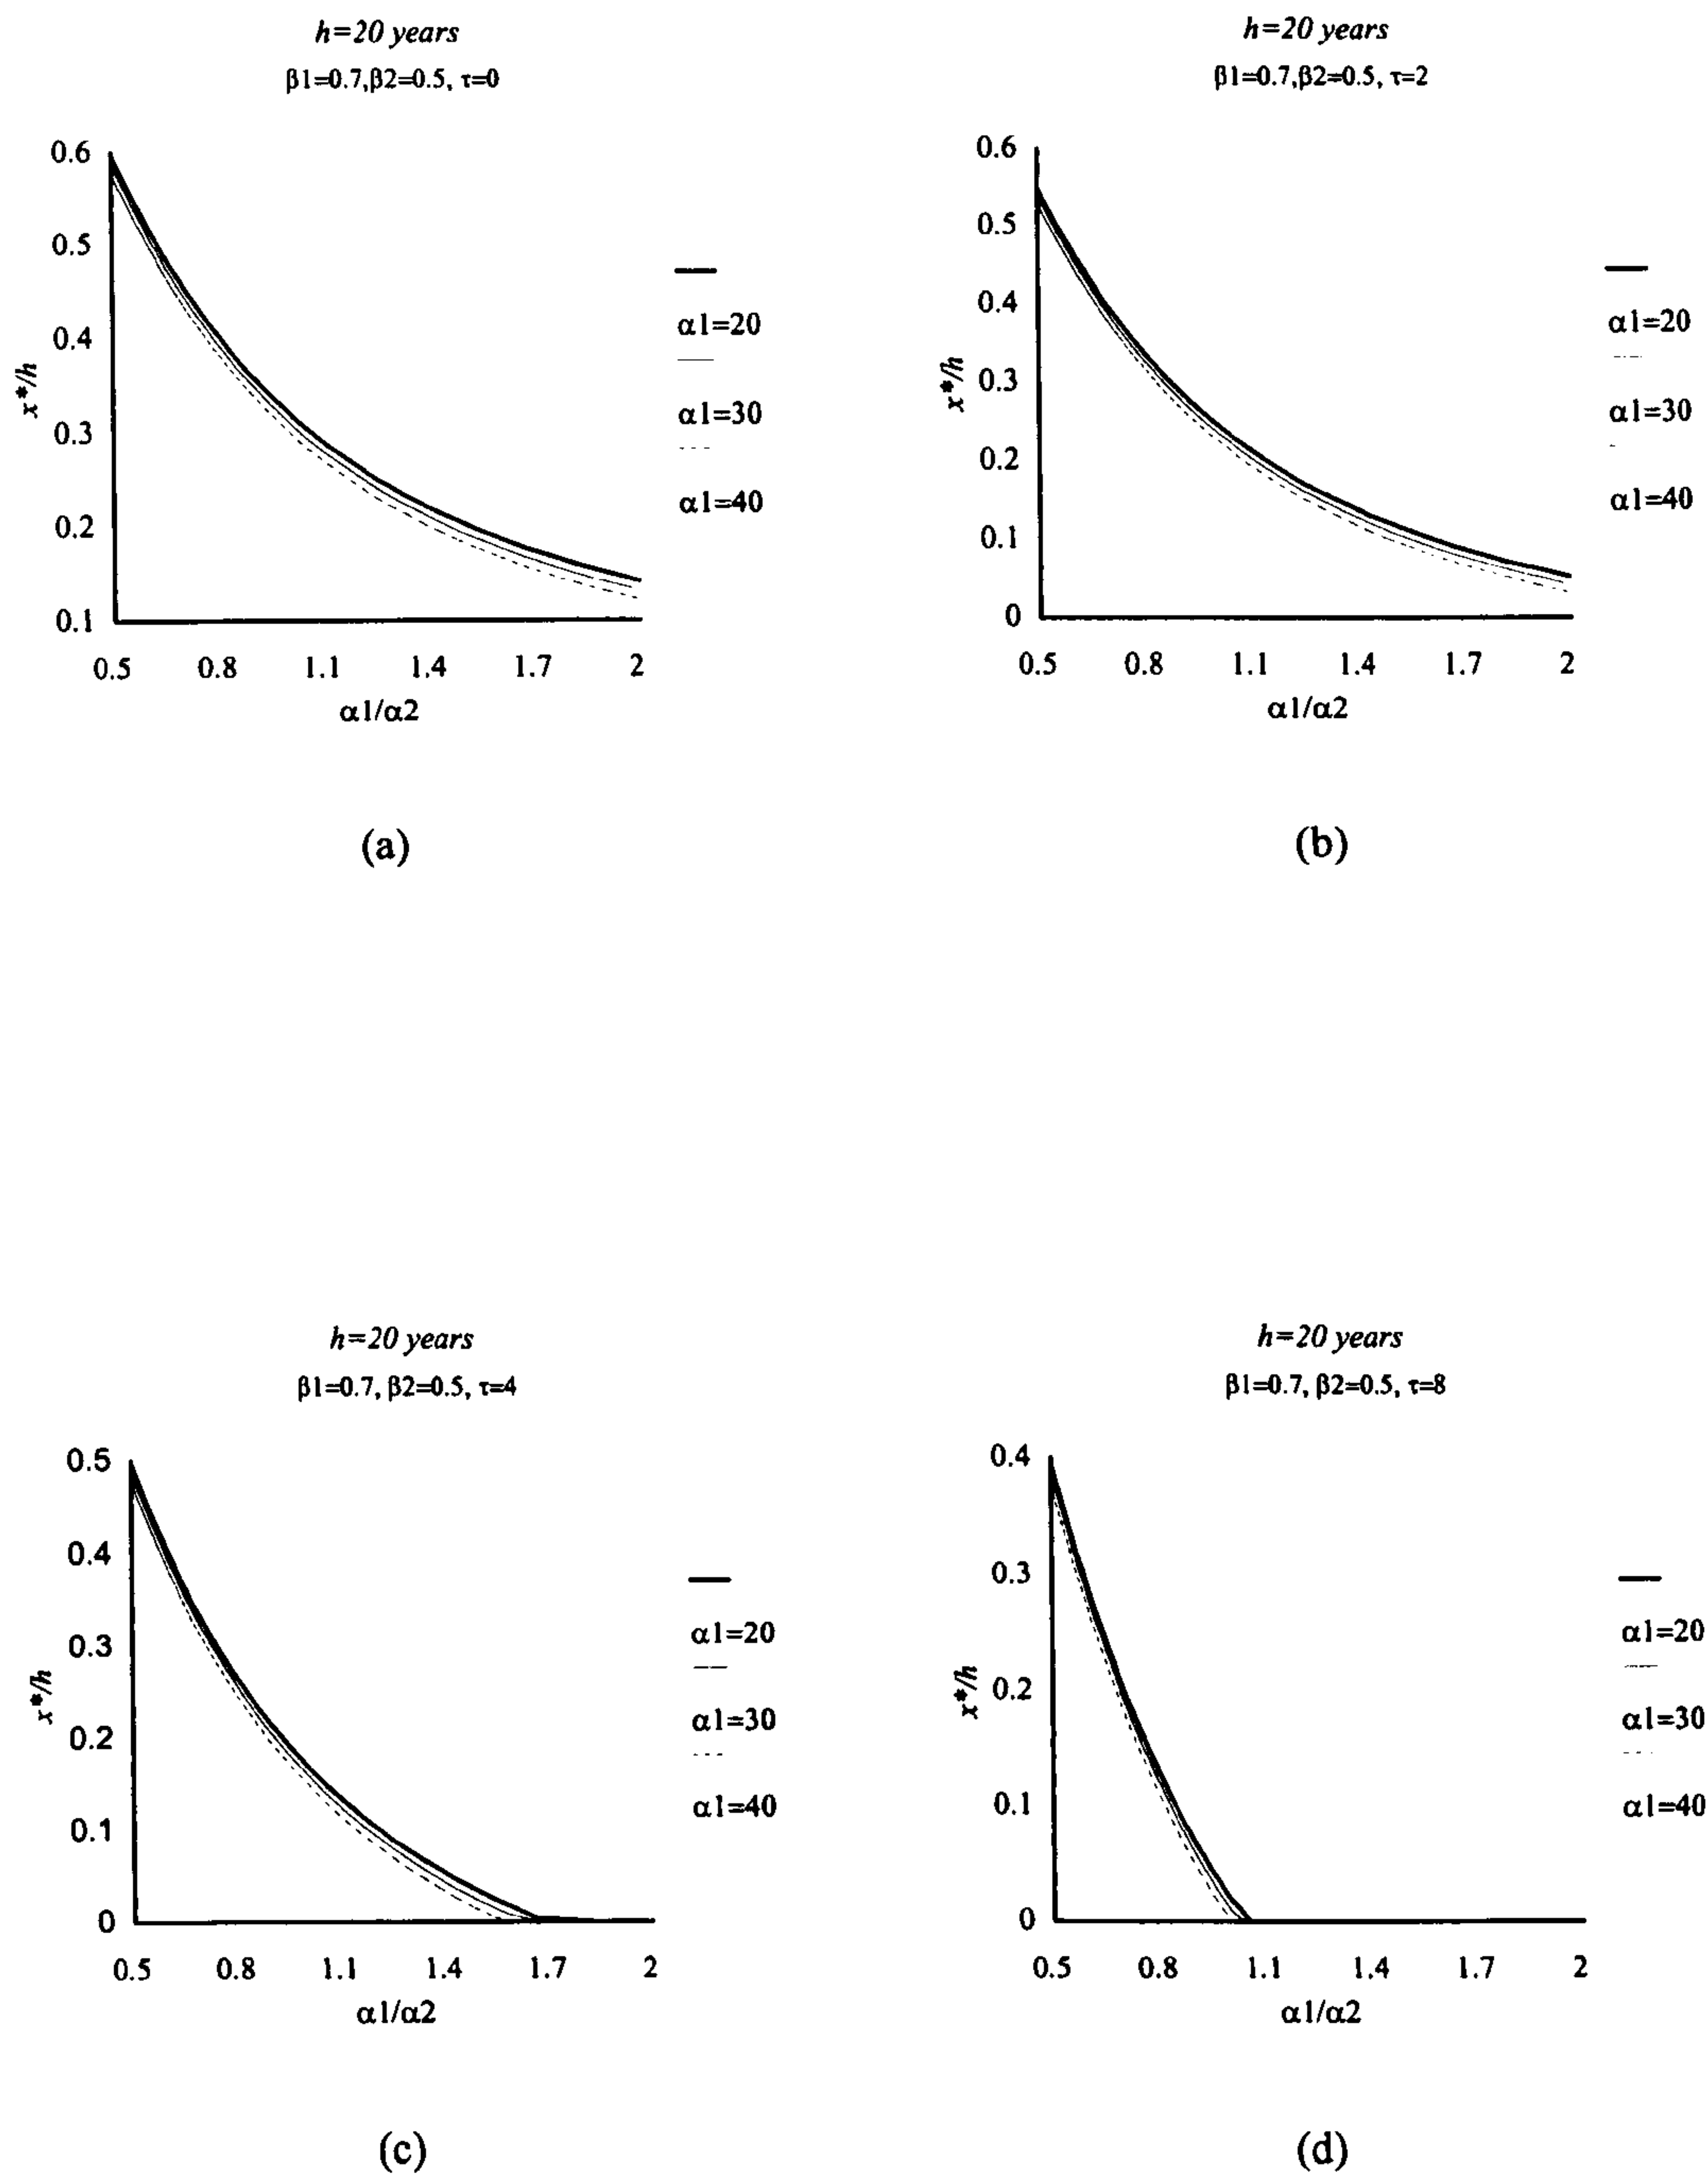 h=20 years
β1=0.7,β2=0.5, τ=0
0.6
0.5
0.4
0.3
0.2
0.1
x*/h
0.5 0.8 1.1 1.4 1.7 2
α1/α2
α1=20
α1=30
α1=40
(a)
h=20 years
β1=0.7,β2=0.5, τ=2
0.6
0.5
0.4
0.3
0.2
0.1
0
x*/h
0.5 0.8 1.1 1.4 1.7 2
α1/α2
α1=20
α1=30
α1=40
(b)
h=20 years
β1=0.7, β2=0.5, τ=4
0.5
0.4
0.3
0.2
0.1
0
x*/h
0.5 0.8 1.1 1.4 1.7 2
α1/α2
α1=20
α1=30
α1=40
(c)
h=20 years
β1=0.7, β2=0.5, τ=8
0.4
0.3
0.2
0.1
0
x*/h
0.5 0.8 1.1 1.4 1.7 2
α1/α2
α1=20
α1=30
α1=40
(d)